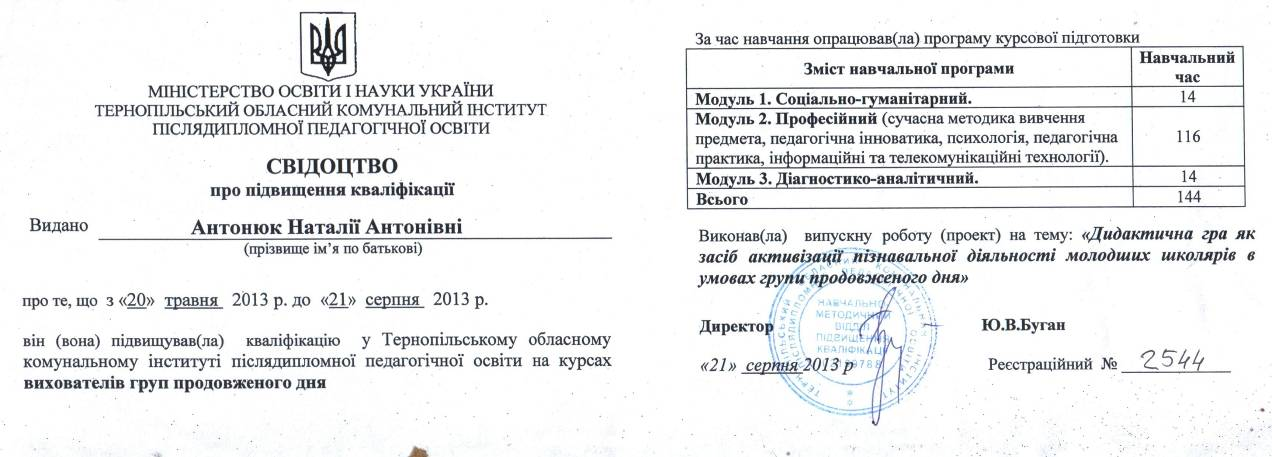 МІНІСТЕРСТВО ОСВІТИ І НАУКИ УКРАЇНИ
ТЕРНОПІЛЬСЬКИЙ ОБЛАСНИЙ КОМУНАЛЬНИЙ ІНСТИТУТ
ПІСЛЯДИПЛОМНОЇ ПЕДАГОГІЧНОЇ ОСВІТИ
СВІДОЦТВО
про підвищення кваліфікації
Видано Антонюк Наталії Антонівні
(прізвище ім’я по батькові)
про те, що з «20» травня 2013 р. до «21» серпня 2013 р.
він (вона) підвищував(ла) кваліфікацію у Тернопільському обласному
комунальному інституті післядипломної педагогічної освіти на курсах
вихователів груп продовженого дня
За час навчання опрацював(ла) програму курсової підготовки
Зміст навчальної програми Навчальний
час
Модуль 1. Соціально-гуманітарний. 14
Модуль 2. Професійний (сучасна методика вивчення
предмета, педагогічна інноватика, психологія, педагогічна 116
практика, інформаційні та телекомунікаційні технології).
Модуль 3. Діагностико-аналітичний. 14
Всього 144
Виконав(ла) випускну роботу (проект) на тему: «Дидактична гра як
засіб активізації пізнавальної діяльності молодших школярів в
умовах групи продовженого дня»
НАВЧАЛЬНО
МЕТОДИЧНИЙ
ВІДДІЛ
ПІДВИЩЕННЯ
КВАЛІФІКАЦІЇ
Директор Ю.В.Буган
«21» серпня 2013 р Реєстраційний № 2544